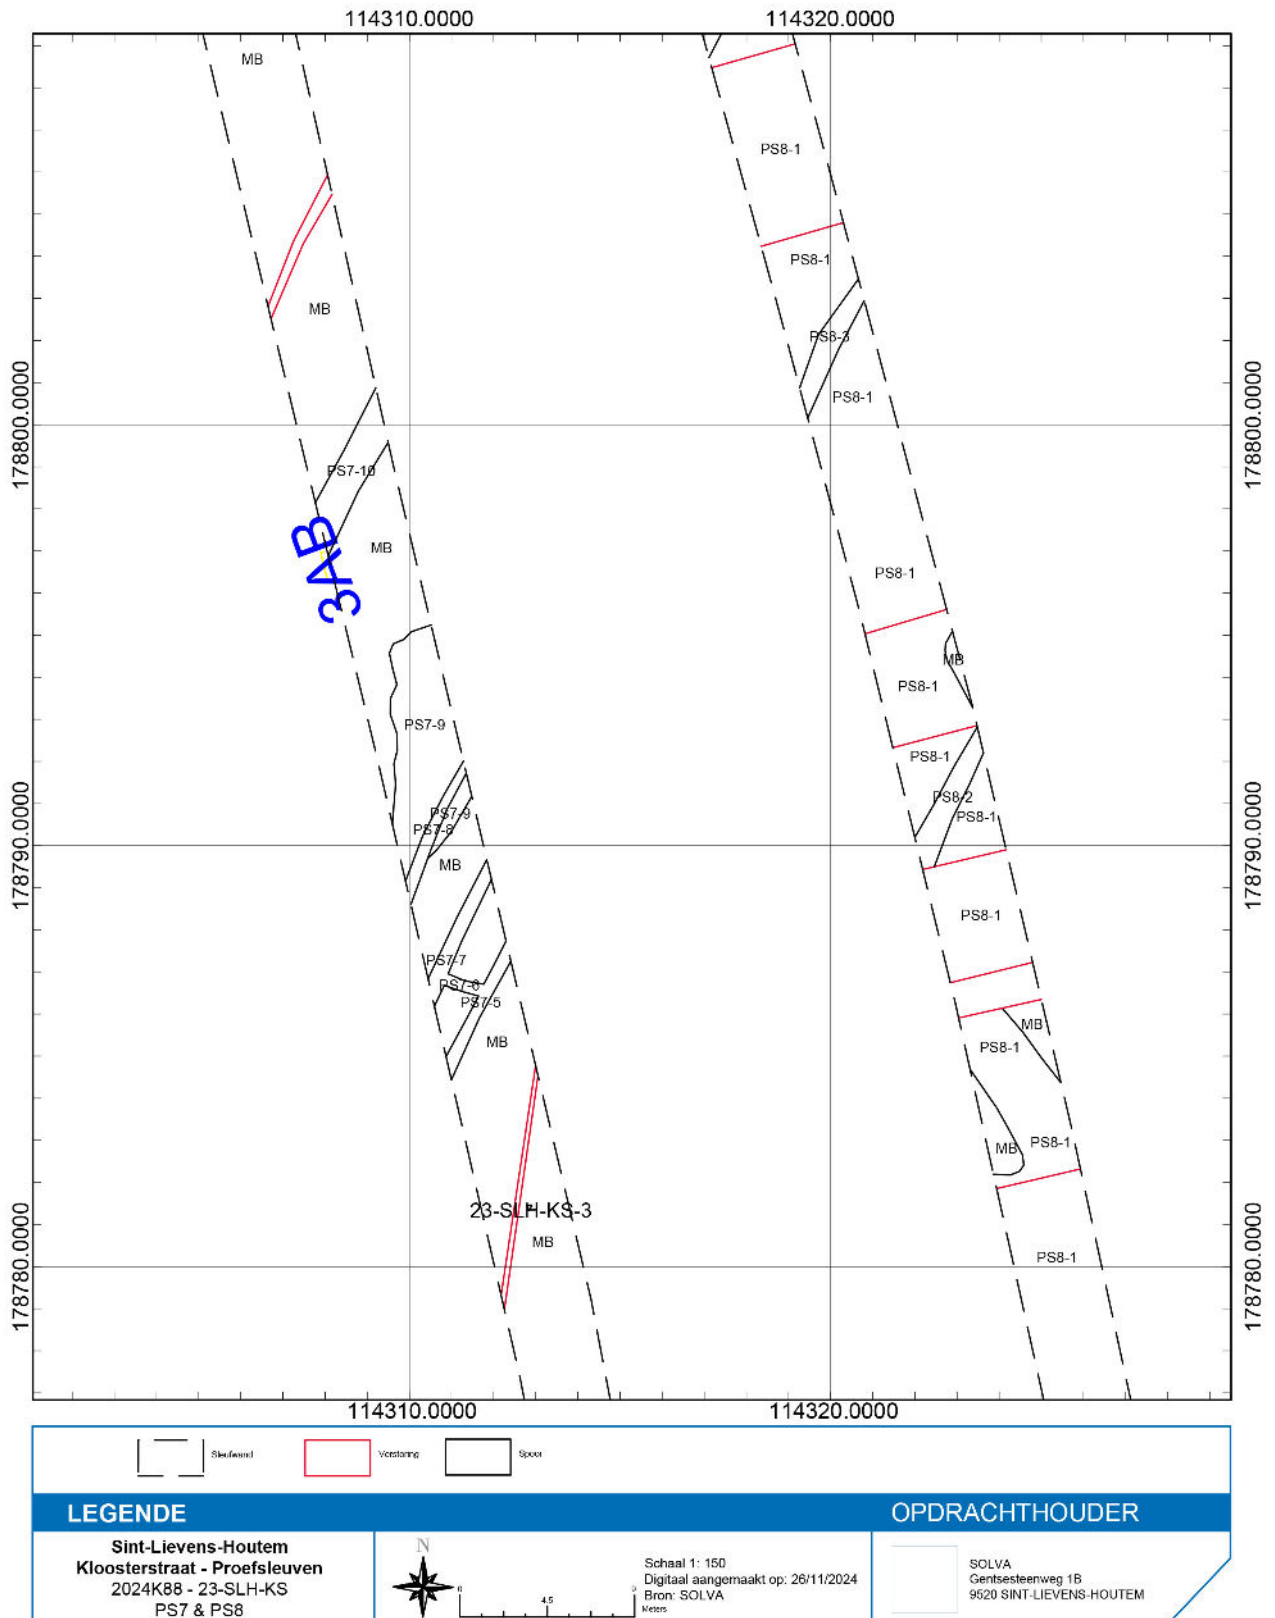 114310.0000 114320.0000
MB
PS8-1
PS8-1
MB
PS8-3
PS8-1
178800.0000 178800.0000
PS7-10
3AB
MB
PS8-1
MB
PS8-1
PS7-9
PS8-1
PS8-2
PS7-9
PS8-1
PS7-8
178790.0000 178790.0000
MB
PS8-1
PS7-7
PS7-6
PS7-5
MB
MB
PS8-1
PS8-1
MB
23-SLH-KS-3
MB
PS8-1
178780.0000 178780.0000
114310.0000 114320.0000
Sleufwand Verstoring Spoor
LEGENDE OPDRACHTHOUDER
Sint-Lievens-Houtem
Kloosterstraat - Proefsleuven
2024K88 - 23-SLH-KS
PS7 & PS8
N
0 4.5 9
Meters
Schaal 1: 150
Digitaal aangemaakt op: 26/11/2024
Bron: SOLVA
SOLVA
Gentsesteenweg 1B
9520 SINT-LIEVENS-HOUTEM